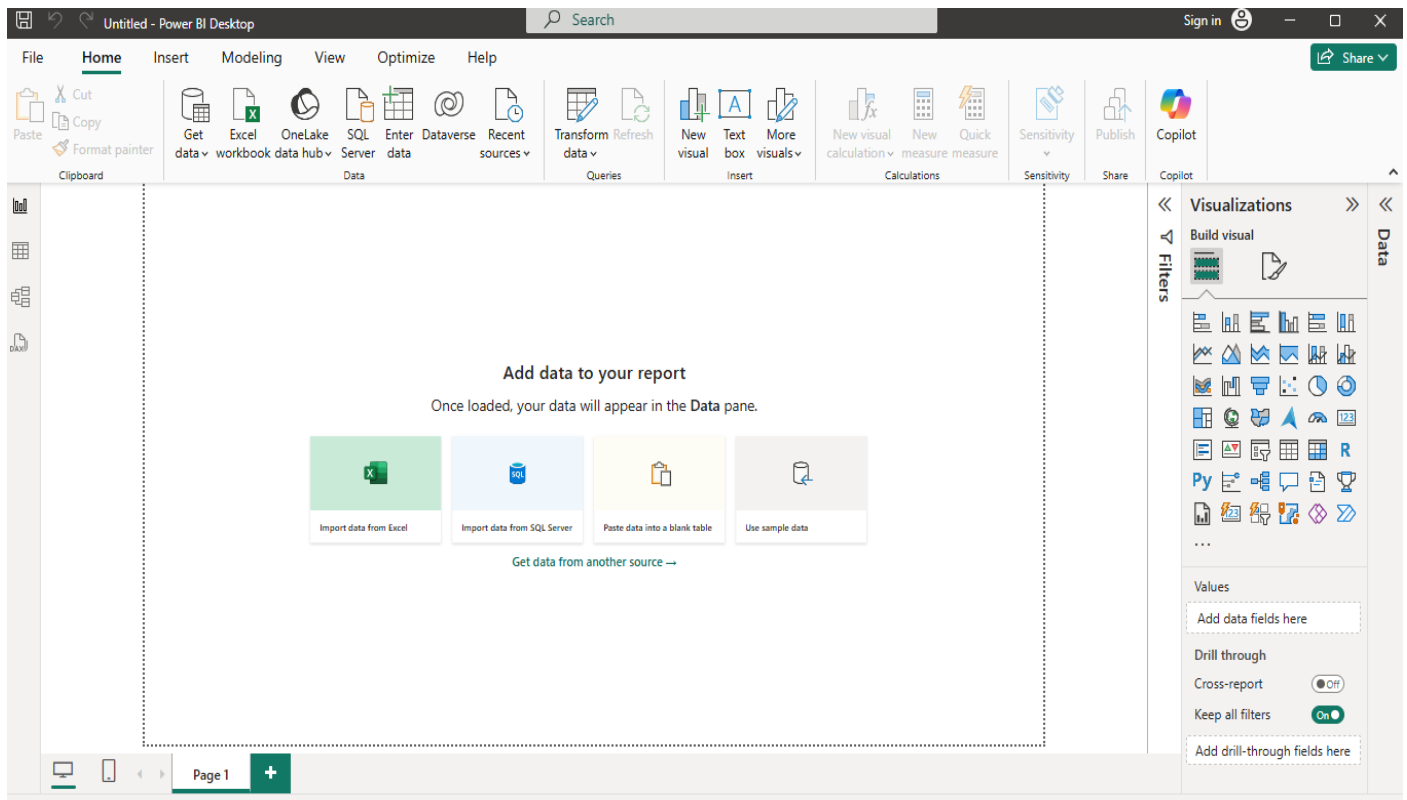 Untitled - Power BI Desktop
Search
Sign in
File Home Insert Modeling View Optimize Help
Share
Paste
Cut
Copy
Format painter
Clipboard
Get data
Excel workbook
OneLake data hub
SQL Server
Enter data
Dataverse
Recent sources
Data
Transform data
Refresh
Queries
New visual
A
Text box
More visuals
Insert
New visual calculation
New measure
Quick measure
Calculations
Sensitivity
Sensitivity
Publish
Share
Copilot
Copilot
DAX
Add data to your report
Once loaded, your data will appear in the Data pane.
X
SQL
Import data from Excel
Import data from SQL Server
Paste data into a blank table
Use sample data
Get data from another source →
Filters
Visualizations
Build visual
Data
123
R
Py
123
...
Values
Add data fields here
Drill through
Cross-report
Off
Keep all filters
On
Add drill-through fields here
Page 1
+